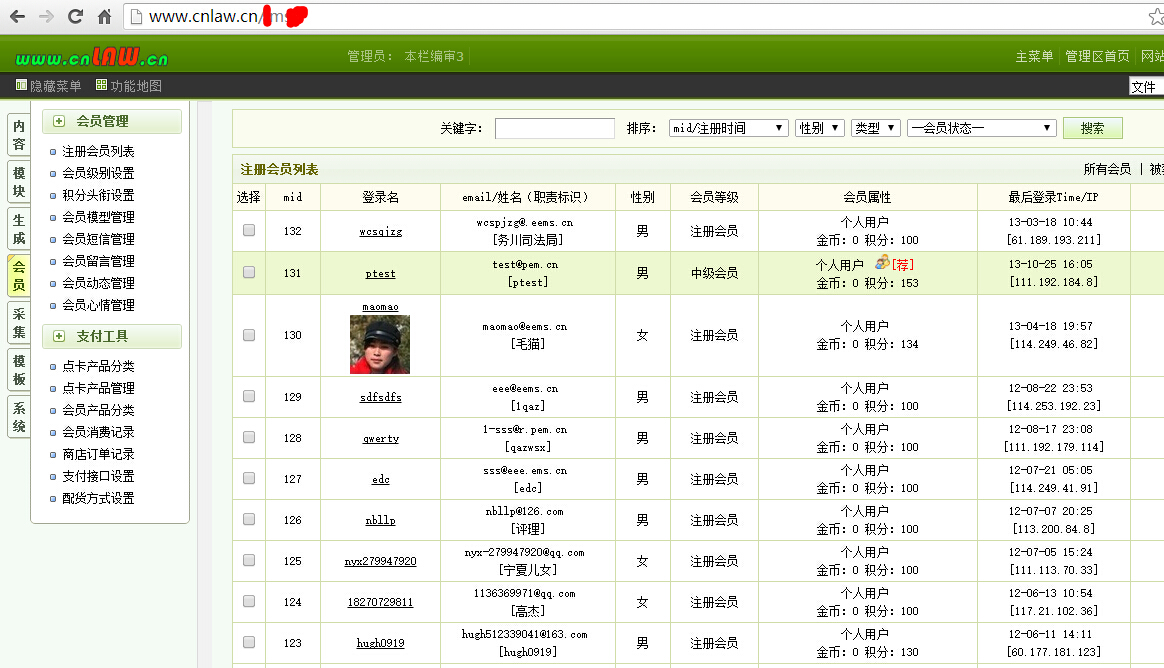 www.cnlaw.cn/
www.cnLAW.cn
管理员： 本栏编审3
主菜单 管理区首页 网站
隐藏菜单 功能地图 文件
内容
模块
生成
会员
采集
模板
系统
会员管理
注册会员列表
会员级别设置
积分头衔设置
会员模型管理
会员短信管理
会员留言管理
会员动态管理
会员心情管理
支付工具
点卡产品分类
点卡产品管理
会员产品分类
会员消费记录
商店订单记录
支付接口设置
配货方式设置
关键字： 排序： mid/注册时间 性别 类型 —会员状态— 搜索
注册会员列表 所有会员 |
选择 mid 登录名 email/姓名（职责标识） 性别 会员等级 会员属性 最后登录Time/IP
132 wcsqjzg wcspjzg@.eems.cn [务川司法局] 男 注册会员 个人用户 金币：0 积分：100 13-03-18 10:44 [61.189.193.211]
131 ptest test@pem.cn [ptest] 男 中级会员 个人用户 [荐] 金币：0 积分：153 13-10-25 16:05 [111.192.184.8]
130 maomao maomao@eems.cn [毛猫] 女 注册会员 个人用户 金币：0 积分：134 13-04-18 19:57 [114.249.46.82]
129 sdfsdfs eee@eems.cn [1qaz] 男 注册会员 个人用户 金币：0 积分：100 12-08-22 23:53 [114.253.192.23]
128 qwerty 1-sss@r.pem.cn [qazwsx] 男 注册会员 个人用户 金币：0 积分：100 12-08-17 23:08 [111.192.179.114]
127 edc sss@eee.ems.cn [edc] 男 注册会员 个人用户 金币：0 积分：100 12-07-21 05:05 [114.249.41.91]
126 nbllp nbllp@126.com [评理] 男 注册会员 个人用户 金币：0 积分：100 12-07-07 20:25 [113.200.84.8]
125 nyx279947920 nyx-279947920@qq.com [宁夏儿女] 女 注册会员 个人用户 金币：0 积分：100 12-07-05 15:24 [111.113.70.33]
124 18270729811 1136369971@qq.com [高杰] 女 注册会员 个人用户 金币：0 积分：100 12-06-13 10:54 [117.21.102.36]
123 hugh0919 hugh512339041@163.com [hugh0919] 男 注册会员 个人用户 金币：0 积分：130 12-06-11 14:11 [60.177.181.123]